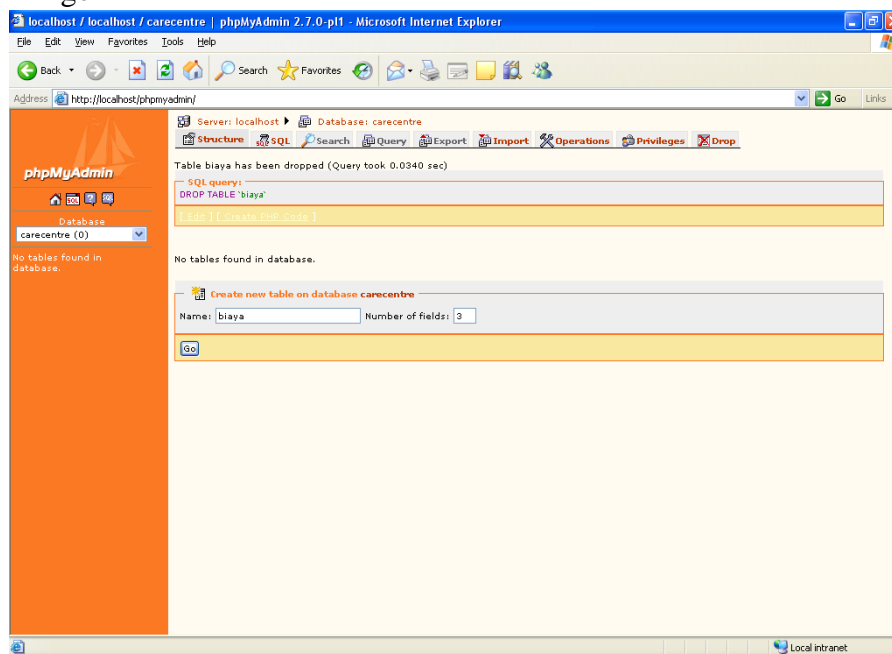 localhost / localhost / carecentre | phpMyAdmin 2.7.0-pl1 - Microsoft Internet Explorer
File Edit View Favorites Tools Help
Back Search Favorites
Address http://localhost/phpmyadmin/ Go Links
phpMyAdmin
SQL
Database
carecentre (0)
No tables found in
database.
Server: localhost Database: carecentre
Structure SQL Search Query Export Import Operations Privileges Drop
Table biaya has been dropped (Query took 0.0340 sec)
SQL query:
DROP TABLE `biaya`
[ Edit ] [ Create PHP Code ]
No tables found in database.
Create new table on database carecentre
Name: biaya Number of fields: 3
Go
Local intranet